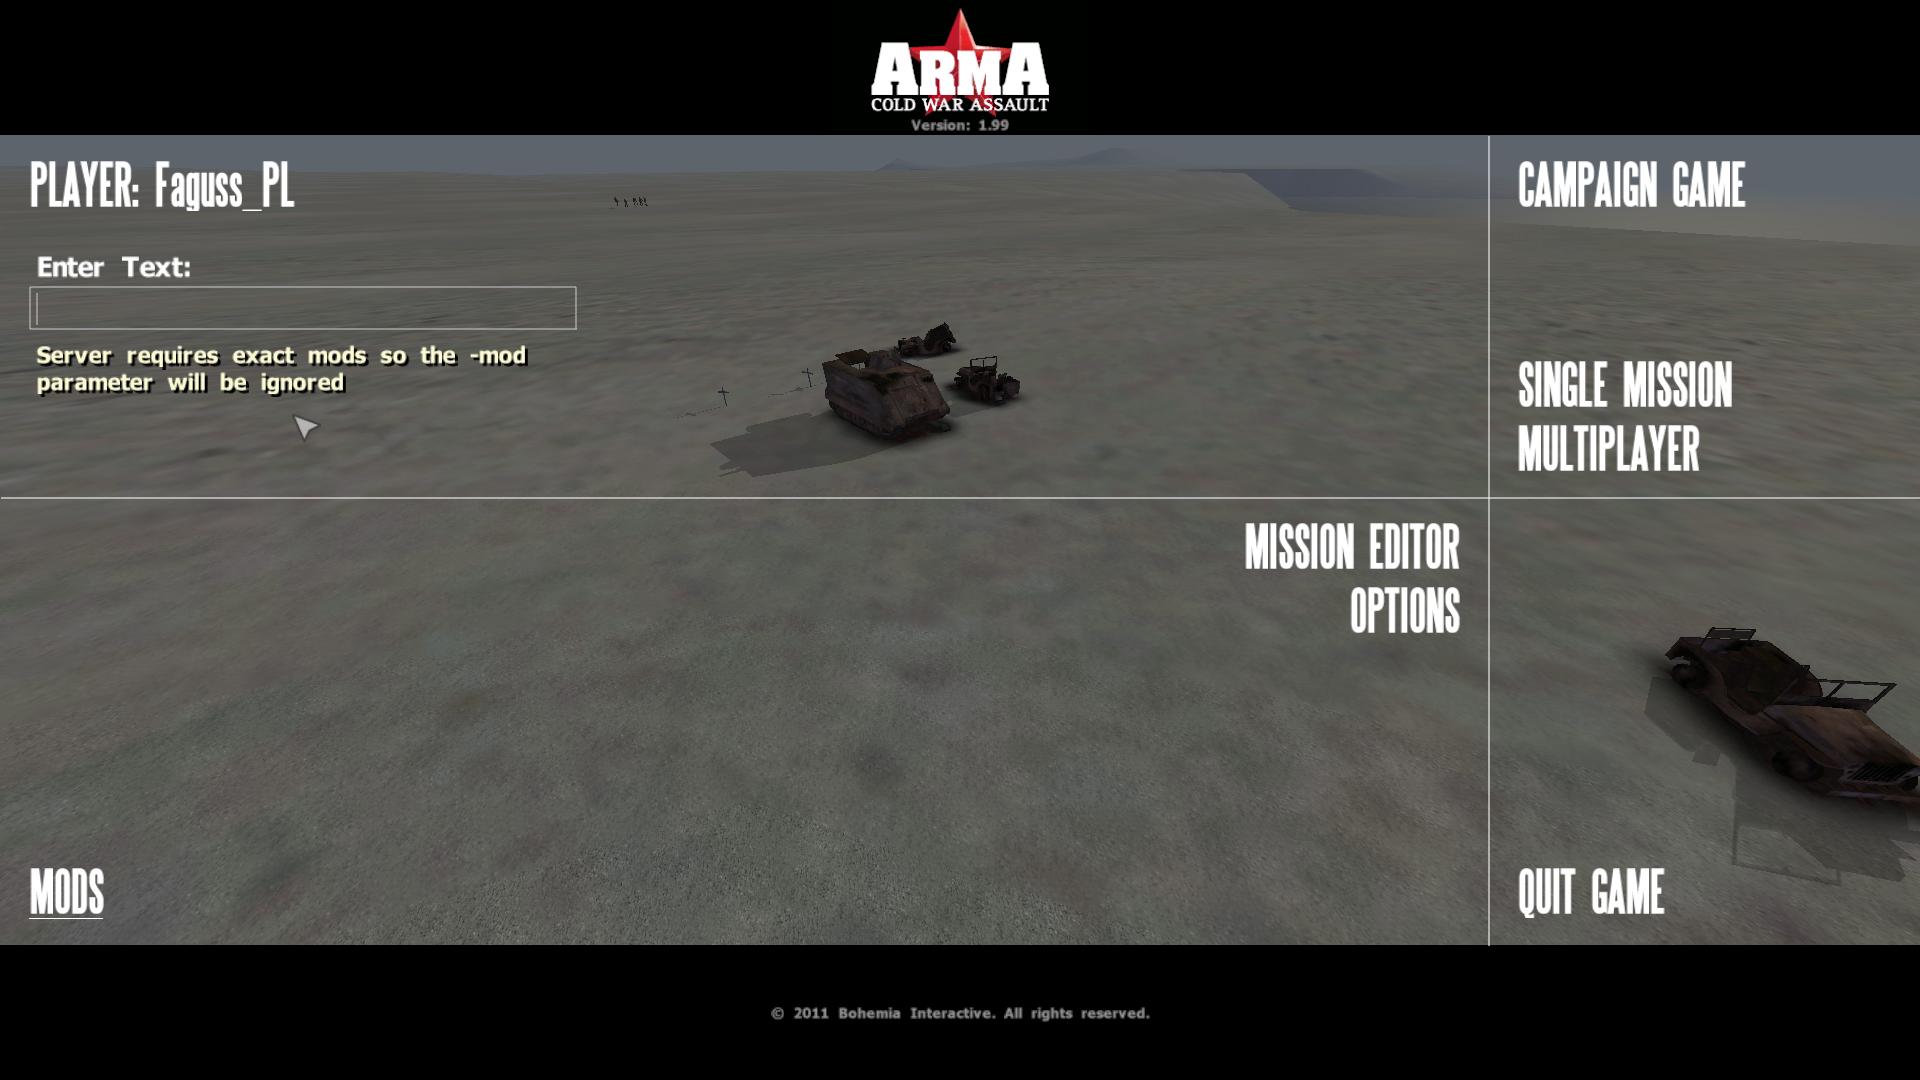 ARMA
COLD WAR ASSAULT
Version: 1.99
PLAYER: Faguss_PL
CAMPAIGN GAME
Enter Text:
Server requires exact mods so the -mod
parameter will be ignored
SINGLE MISSION
MULTIPLAYER
MISSION EDITOR
OPTIONS
MODS
QUIT GAME
© 2011 Bohemia Interactive. All rights reserved.